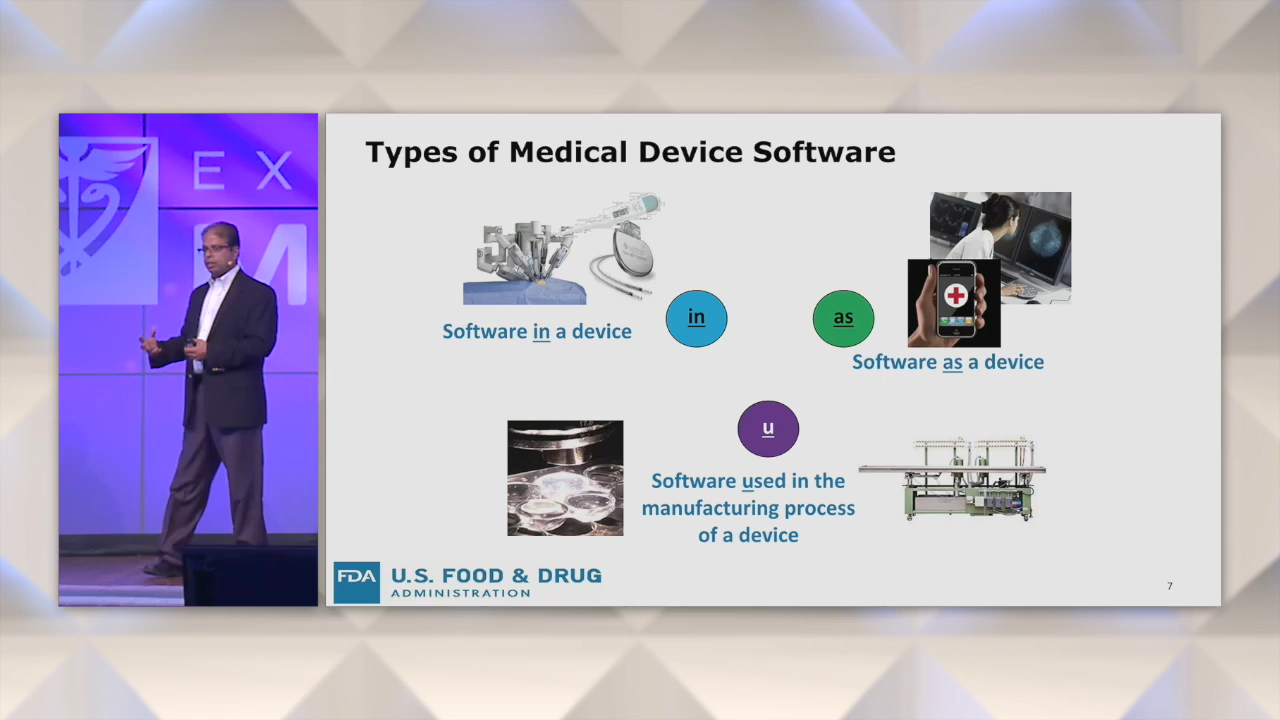 E X
M
Types of Medical Device Software
in
as
Software in a device
Software as a device
u
Software used in the
manufacturing process
of a device
FDA
U.S. FOOD & DRUG
ADMINISTRATION
7